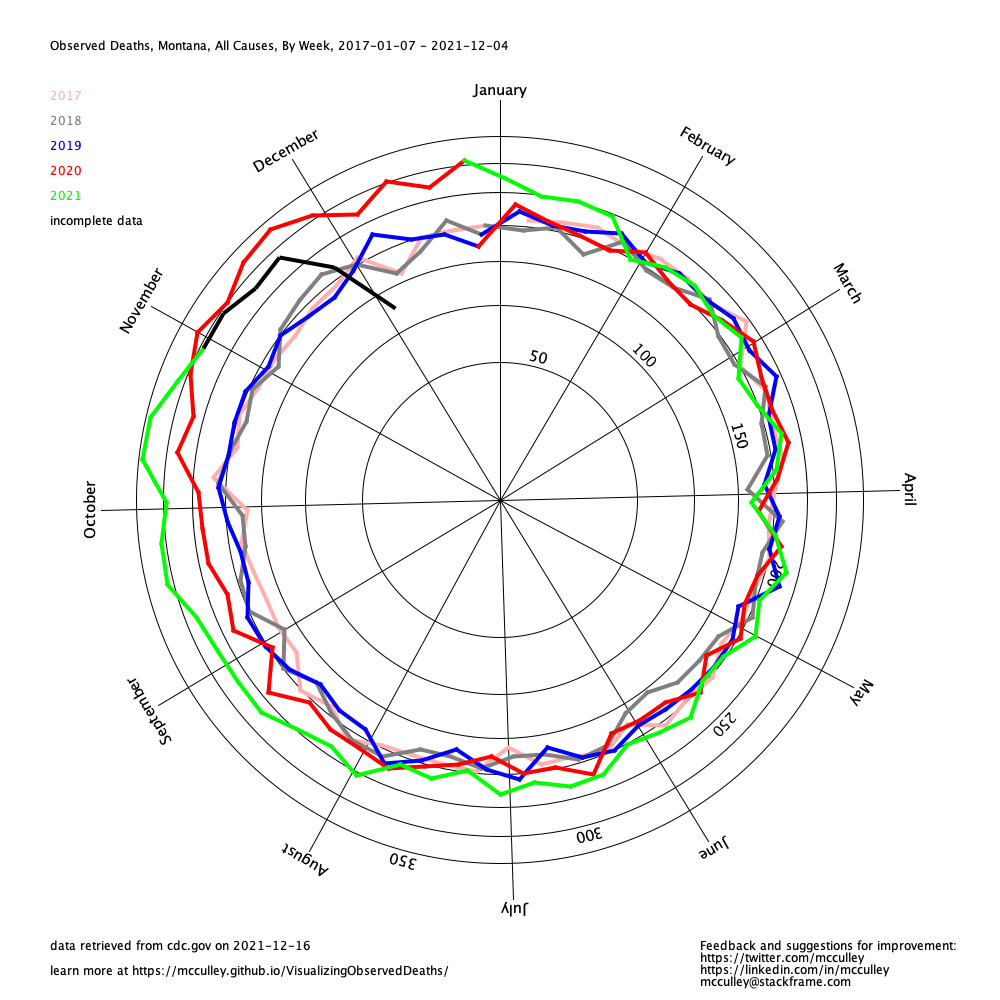 Observed Deaths, Montana, All Causes, By Week, 2017-01-07 - 2021-12-04
2017
2018
2019
2020
2021
incomplete data
January
February
March
April
May
June
July
August
September
October
November
December
50
100
150
200
250
300
350
data retrieved from cdc.gov on 2021-12-16
learn more at https://mcculley.github.io/VisualizingObservedDeaths/
Feedback and suggestions for improvement:
https://twitter.com/mcculley
https://linkedin.com/in/mcculley
mcculley@stackframe.com